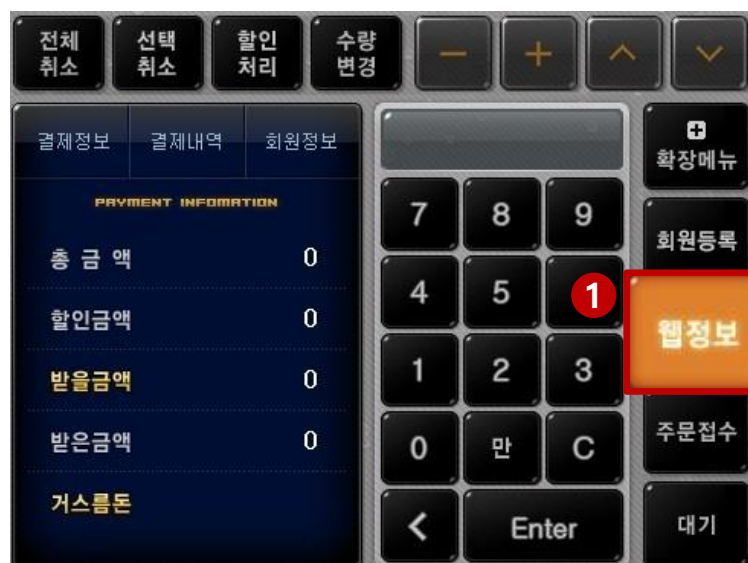 전체
취소
선택
취소
할인
처리
수량
변경
결제정보 결제내역 회원정보
PAYMENT INFOMATION
총 금 액 0
할인금액 0
받을금액 0
받은금액 0
거스름돈
7 8 9
4 5
1 2 3
0 만 C
Enter
확장메뉴
회원등록
1
웹정보
주문접수
대기